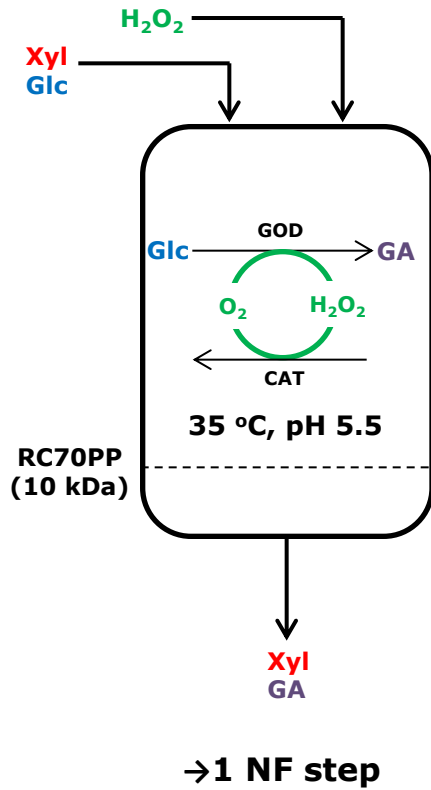 H₂O₂
Xyl
Glc
GOD
Glc
GA
O₂
H₂O₂
CAT
35 ºC, pH 5.5
RC70PP
(10 kDa)
Xyl
GA
→1 NF step